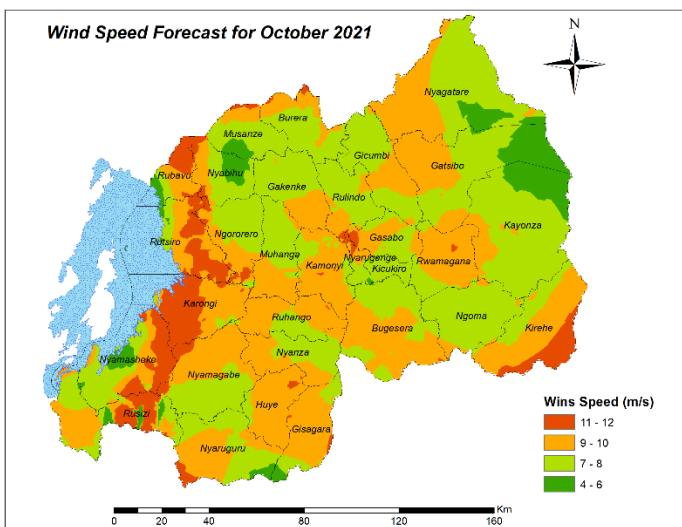 Wind Speed Forecast for October 2021
N
Nyagatare
Burera
Musanze
Gicumbi
Gatsibo
Rubavu
Nyabihu
Gakenke
Rulindo
Kayonza
Rutsiro
Ngororero
Muhanga
Gasabo
Nyarugenge
Kamonyi
Kicukiro
Rwamagana
Karongi
Ruhango
Bugesera
Ngoma
Kirehe
Nyamasheke
Nyanza
Nyamagabe
Huye
Rusizi
Gisagara
Nyaruguru
Wins Speed (m/s)
11 - 12
9 - 10
7 - 8
4 - 6
Km
0 20 40 80 120 160